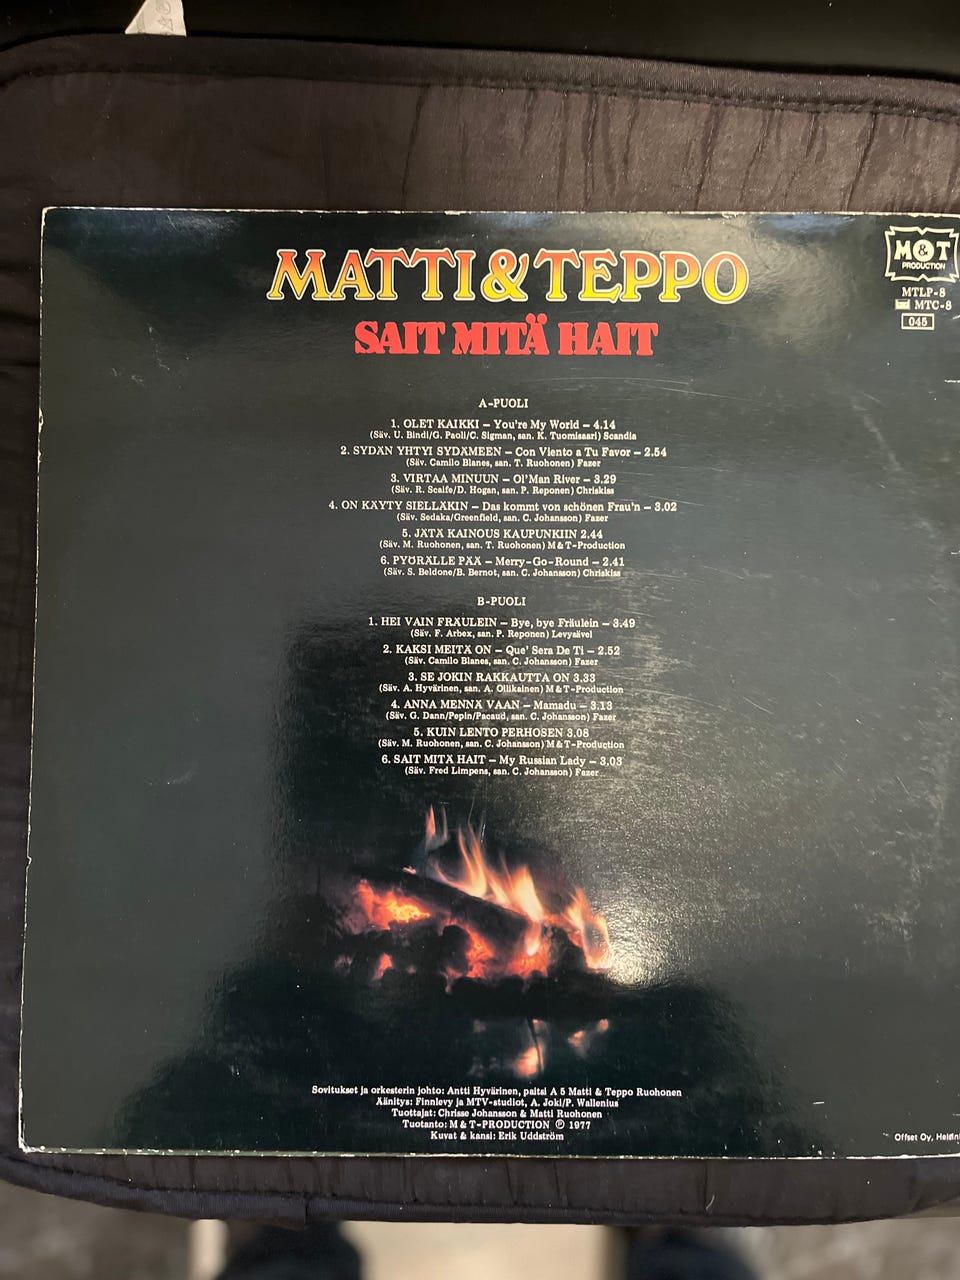 MATTI & TEPPO
SAIT MITÄ HAIT
M&T
PRODUCTION
MTLP-8
MTC-8
045
A-PUOLI
1. OLET KAIKKI – You're My World – 4.14
(Säv. U. Bindi/G. Paoli/C. Sigman, san. K. Tuomisaari) Scandia
2. SYDÄN YHTYI SYDÄMEEN – Con Viento a Tu Favor – 2.54
(Säv. Camilo Blanes, san. T. Ruohonen) Fazer
3. VIRTAA MINUUN – Ol'Man River – 3.29
(Säv. R. Scaife/D. Hogan, san. P. Reponen) Chriskiss
4. ON KÄYTY SIELLÄKIN – Das kommt von schönen Frau'n – 3.02
(Säv. Sedaka/Greenfield, san. C. Johansson) Fazer
5. JÄTÄ KAINOUS KAUPUNKIIN 2.44
(Säv. M. Ruohonen, san. T. Ruohonen) M & T-Production
6. PYÖRÄLLE PÄÄ – Merry-Go-Round – 2.41
(Säv. S. Beldone/B. Bernot, san. C. Johansson) Chriskiss
B-PUOLI
1. HEI VAIN FRÄULEIN – Bye, bye Fräulein – 3.49
(Säv. F. Arbex, san. P. Reponen) Levysävel
2. KAKSI MEITÄ ON – Que' Sera De Ti – 2.52
(Säv. Camilo Blanes, san. C. Johansson) Fazer
3. SE JOKIN RAKKAUTTA ON 3.33
(Säv. A. Hyvärinen, san. A. Ollikainen) M & T-Production
4. ANNA MENNÄ VAAN – Mamadu – 3.13
(Säv. G. Dann/Pepin/Pacaud, san. C. Johansson) Fazer
5. KUIN LENTO PERHOSEN 3.08
(Säv. M. Ruohonen, san. C. Johansson) M & T-Production
6. SAIT MITÄ HAIT – My Russian Lady – 3.03
(Säv. Fred Limpens, san. C. Johansson) Fazer
Sovitukset ja orkesterin johto: Antti Hyvärinen, paitsi A 5 Matti & Teppo Ruohonen
Äänitys: Finnlevy ja MTV-studiot, A. Joki/P. Wallenius
Tuottajat: Chrisse Johansson & Matti Ruohonen
Tuotanto: M & T-PRODUCTION ℗ 1977
Kuvat & kansi: Erik Uddström
Offset Oy, Helsin